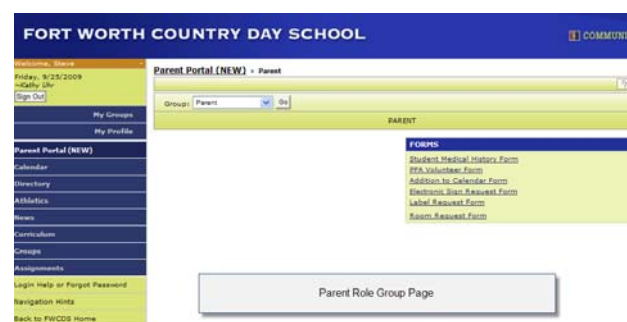 FORT WORTH COUNTRY DAY SCHOOL
COMMUNI
Welcome, Steve
Friday, 9/25/2009
~Kathy Uhr
Sign Out
My Groups
My Profile
Parent Portal (NEW)
Calendar
Directory
Athletics
News
Curriculum
Groups
Assignments
Login Help or Forgot Password
Navigation Hints
Back to FWCDS Home
Parent Portal (NEW) » Parent
Group: Parent Go
PARENT
FORMS
Student Medical History Form
PFA Volunteer Form
Addition to Calendar Form
Electronic Sign Request Form
Label Request Form
Room Request Form
Parent Role Group Page